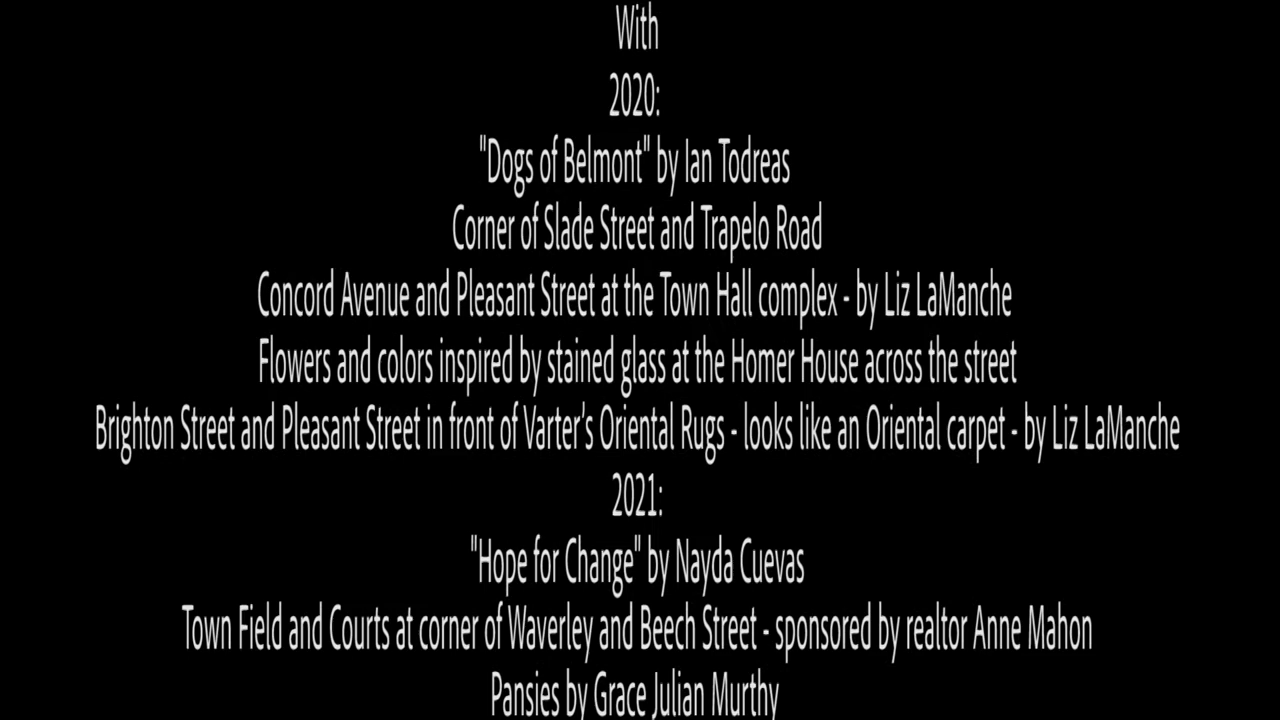 With
2020:
"Dogs of Belmont" by Ian Todreas
Corner of Slade Street and Trapelo Road
Concord Avenue and Pleasant Street at the Town Hall complex - by Liz LaManche
Flowers and colors inspired by stained glass at the Homer House across the street
Brighton Street and Pleasant Street in front of Varter's Oriental Rugs - looks like an Oriental carpet - by Liz LaManche
2021:
"Hope for Change" by Nayda Cuevas
Town Field and Courts at corner of Waverley and Beech Street - sponsored by realtor Anne Mahon
Pansies by Grace Julian Murthy